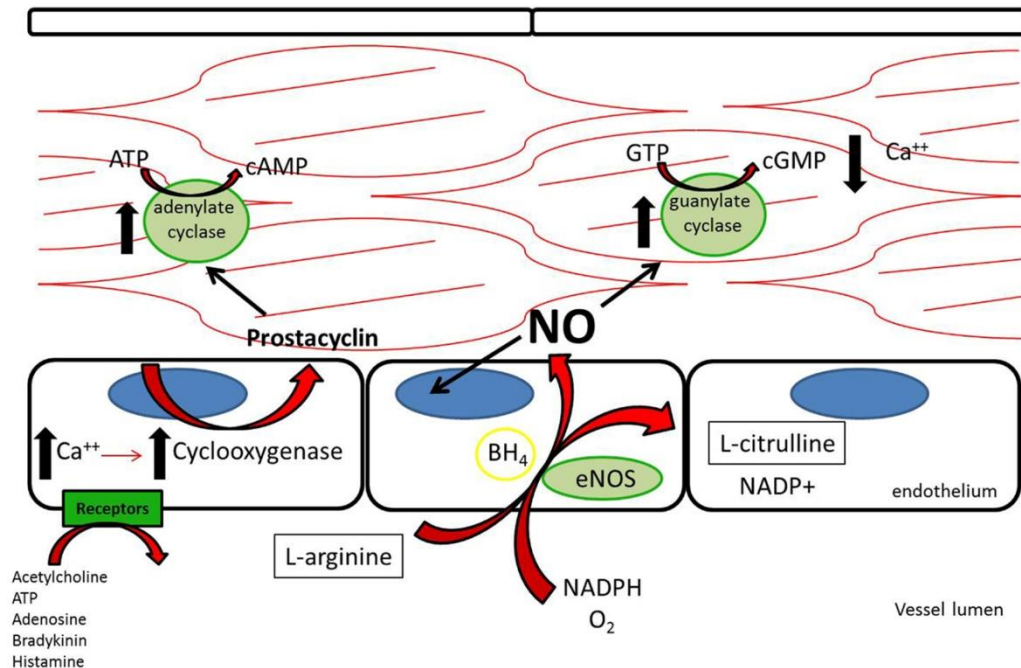 ATP
cAMP
adenylate
cyclase
GTP
cGMP
guanylate
cyclase
Ca++
Prostacyclin
NO
Ca++
Cyclooxygenase
Receptors
BH4
eNOS
L-citrulline
NADP+
endothelium
L-arginine
NADPH
O2
Acetylcholine
ATP
Adenosine
Bradykinin
Histamine
Vessel lumen